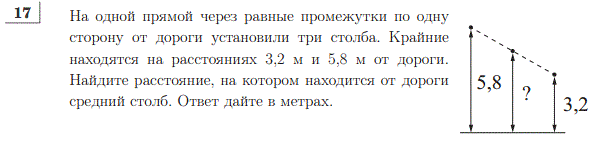 17
На одной прямой через равные промежутки по одну
сторону от дороги установили три столба. Крайние
находятся на расстояниях 3,2 м и 5,8 м от дороги.
Найдите расстояние, на котором находится от дороги
средний столб. Ответ дайте в метрах.
5,8
?
3,2